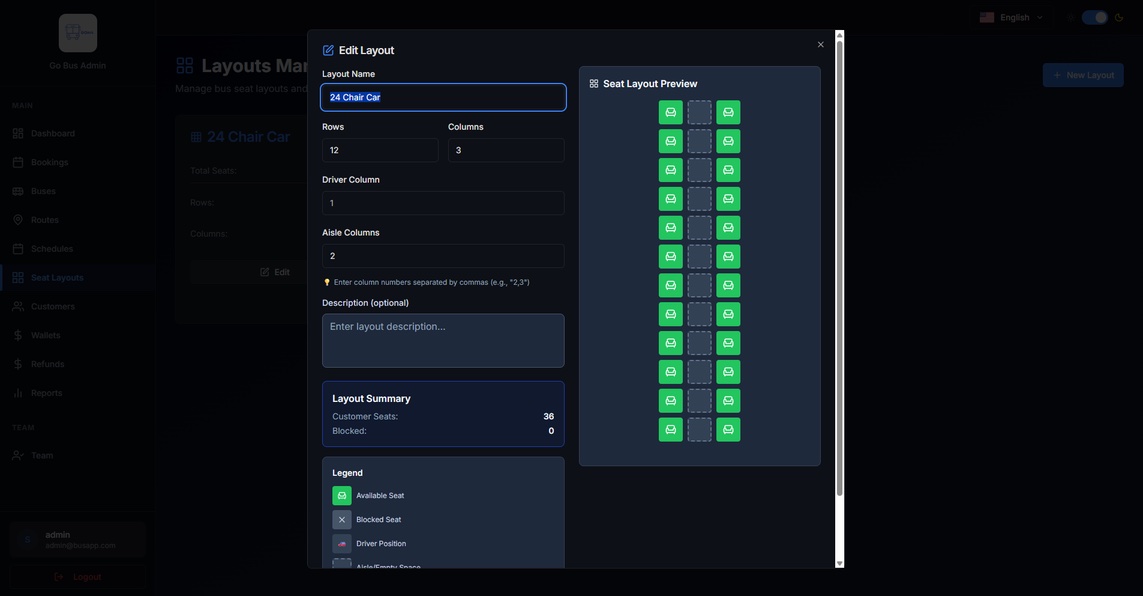 Go Bus Admin
English
MAIN
Dashboard
Bookings
Buses
Routes
Schedules
Seat Layouts
Customers
Wallets
Refunds
Reports
TEAM
Team
S
admin
admin@busapp.com
Logout
Layouts Mar
Manage bus seat layouts and
+ New Layout
24 Chair Car
Total Seats:
Rows:
Columns:
Edit
Edit Layout
Layout Name
24 Chair Car
Rows
Columns
12
3
Driver Column
1
Aisle Columns
2
Enter column numbers separated by commas (e.g., "2,3")
Description (optional)
Enter layout description...
Layout Summary
Customer Seats: 36
Blocked: 0
Legend
Available Seat
Blocked Seat
Driver Position
Aisle/Empty Space
Seat Layout Preview